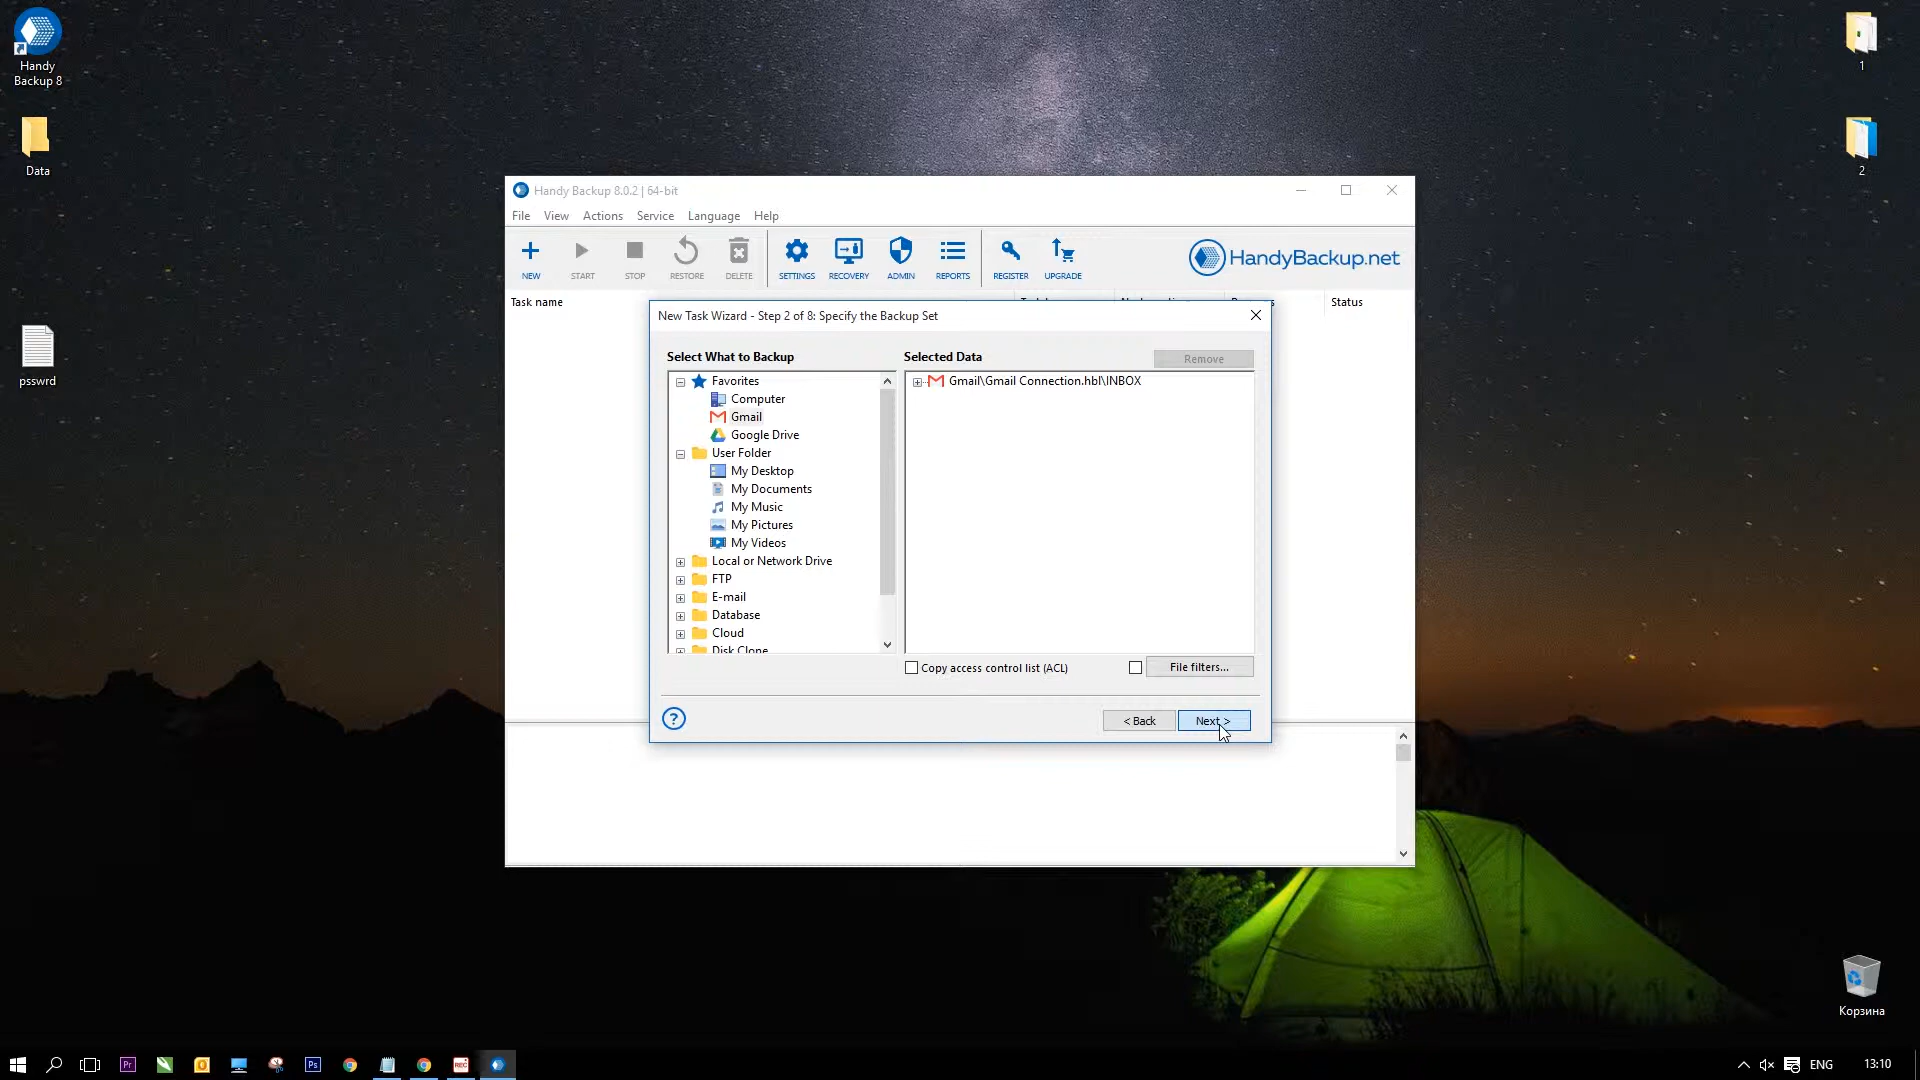 Handy
Backup 8
Data
psswrd
1
2
Корзина
Handy Backup 8.0.2 | 64-bit
File View Actions Service Language Help
NEW START STOP RESTORE DELETE SETTINGS RECOVERY ADMIN REPORTS REGISTER UPGRADE
HandyBackup.net
Task name
Status
New Task Wizard - Step 2 of 8: Specify the Backup Set
Select What to Backup
Selected Data
Remove
Favorites
Computer
Gmail
Google Drive
User Folder
My Desktop
My Documents
My Music
My Pictures
My Videos
Local or Network Drive
FTP
E-mail
Database
Cloud
Disk Clone
Gmail\Gmail Connection.hbl\INBOX
Copy access control list (ACL)
File filters...
?
< Back
Next >
Pr
Ps
REC
ENG
13:10